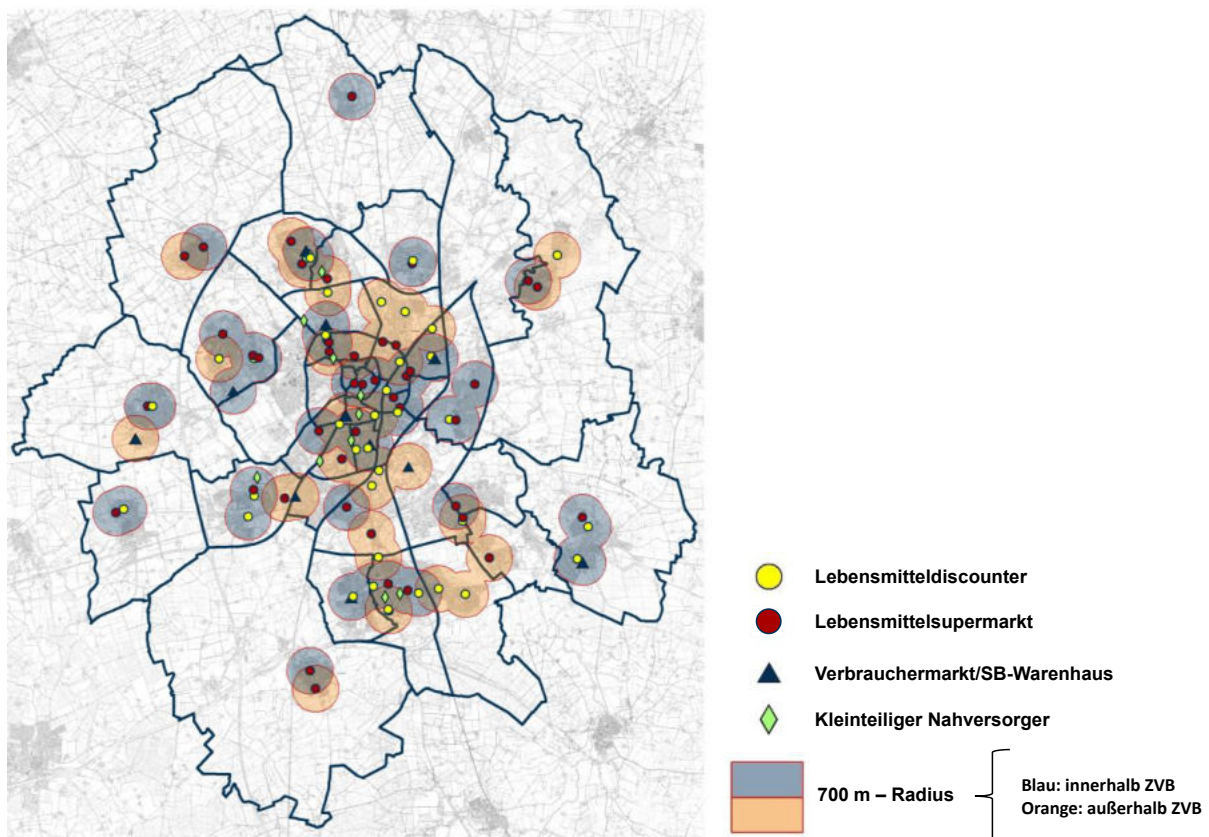 Lebensmitteldiscounter
Lebensmittelsupermarkt
Verbrauchermarkt/SB-Warenhaus
Kleinteiliger Nahversorger
700 m – Radius
Blau: innerhalb ZVB
Orange: außerhalb ZVB